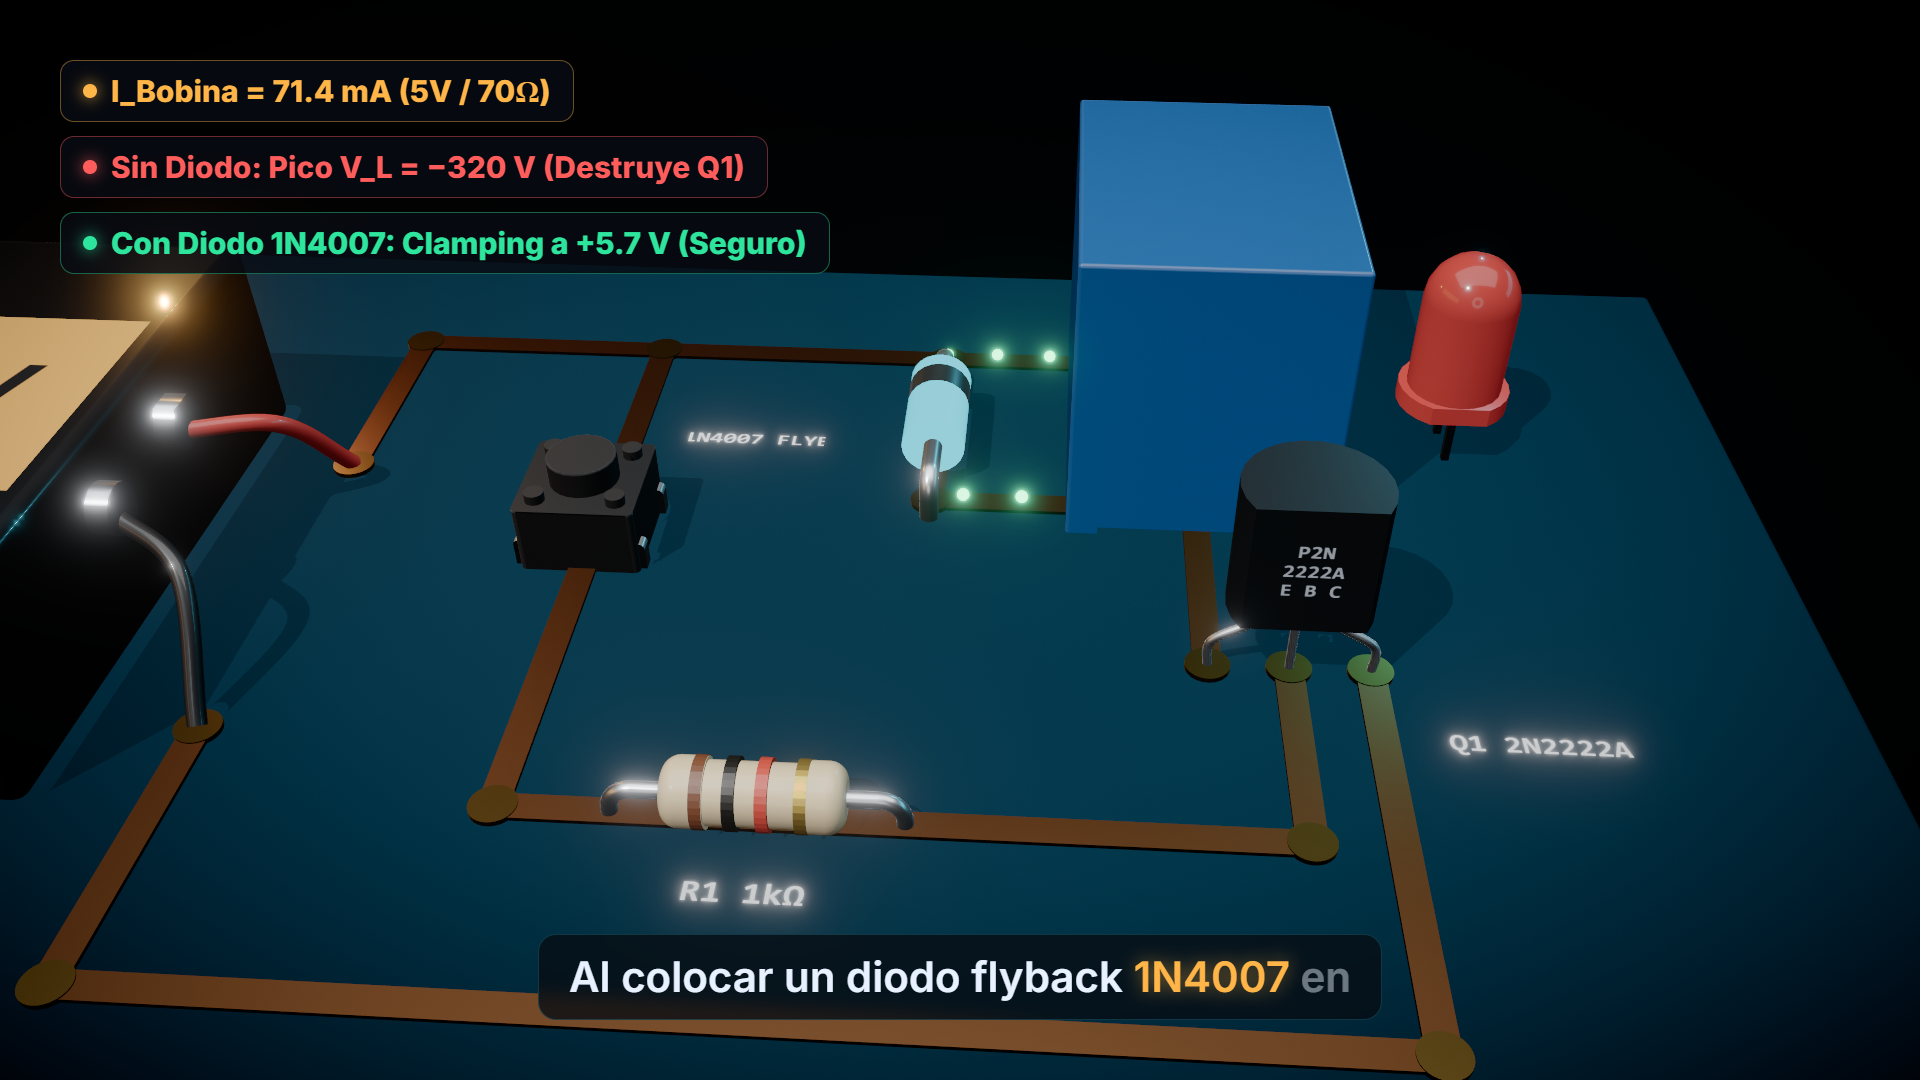 I_Bobina = 71.4 mA (5V / 70Ω)
Sin Diodo: Pico V_L = −320 V (Destruye Q1)
Con Diodo 1N4007: Clamping a +5.7 V (Seguro)
1N4007 FLYE
P2N
2222A
E B C
Q1 2N2222A
R1 1kΩ
Al colocar un diodo flyback 1N4007 en